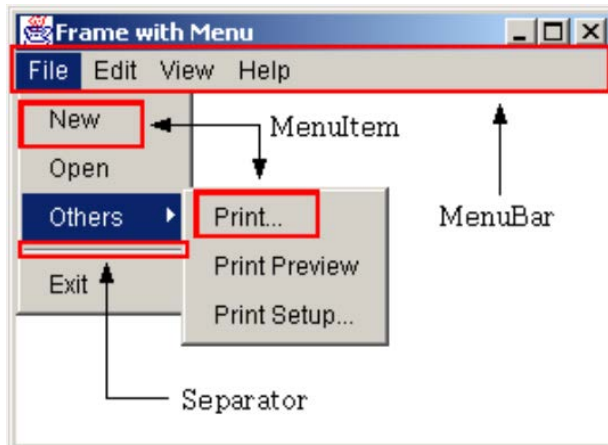 Frame with Menu
File Edit View Help
New
MenuItem
Open
Others
Print...
MenuBar
Print Preview
Exit
Print Setup...
Separator